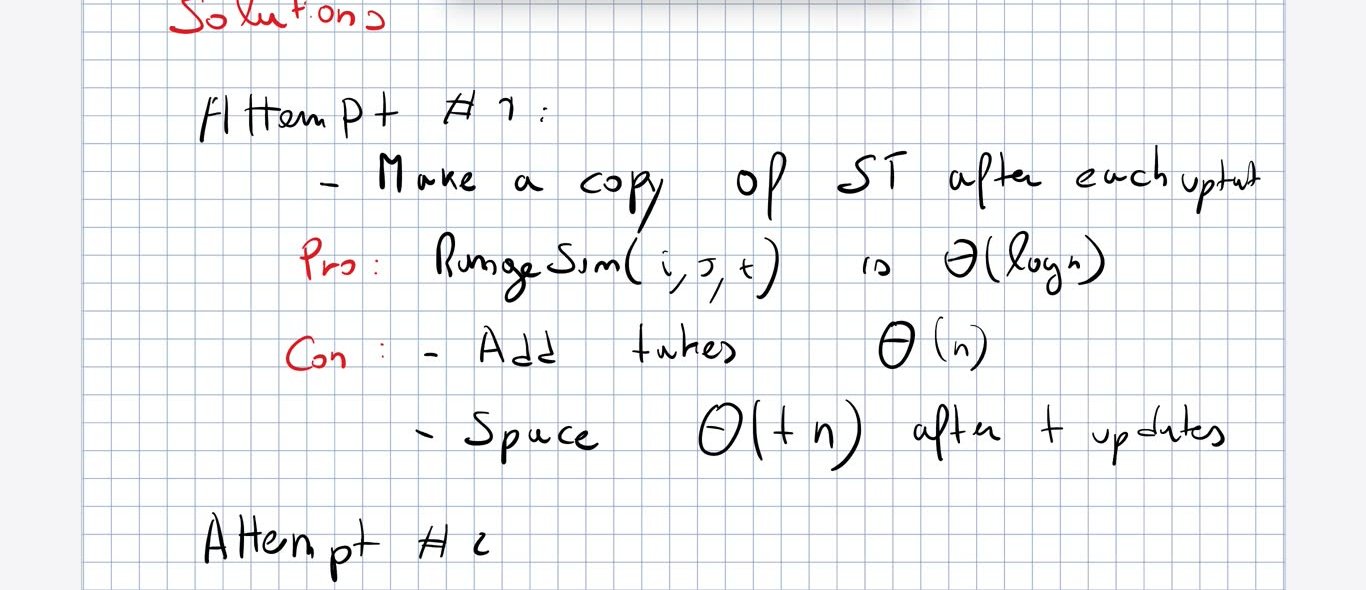 Solutions
Attempt # 1:
- Make a copy of ST after each
Pro: RangeSum(i, j, t) is Θ(log n)
Con: - Add takes Θ(n)
- Space Θ(t n) after t updates
Attempt # 2